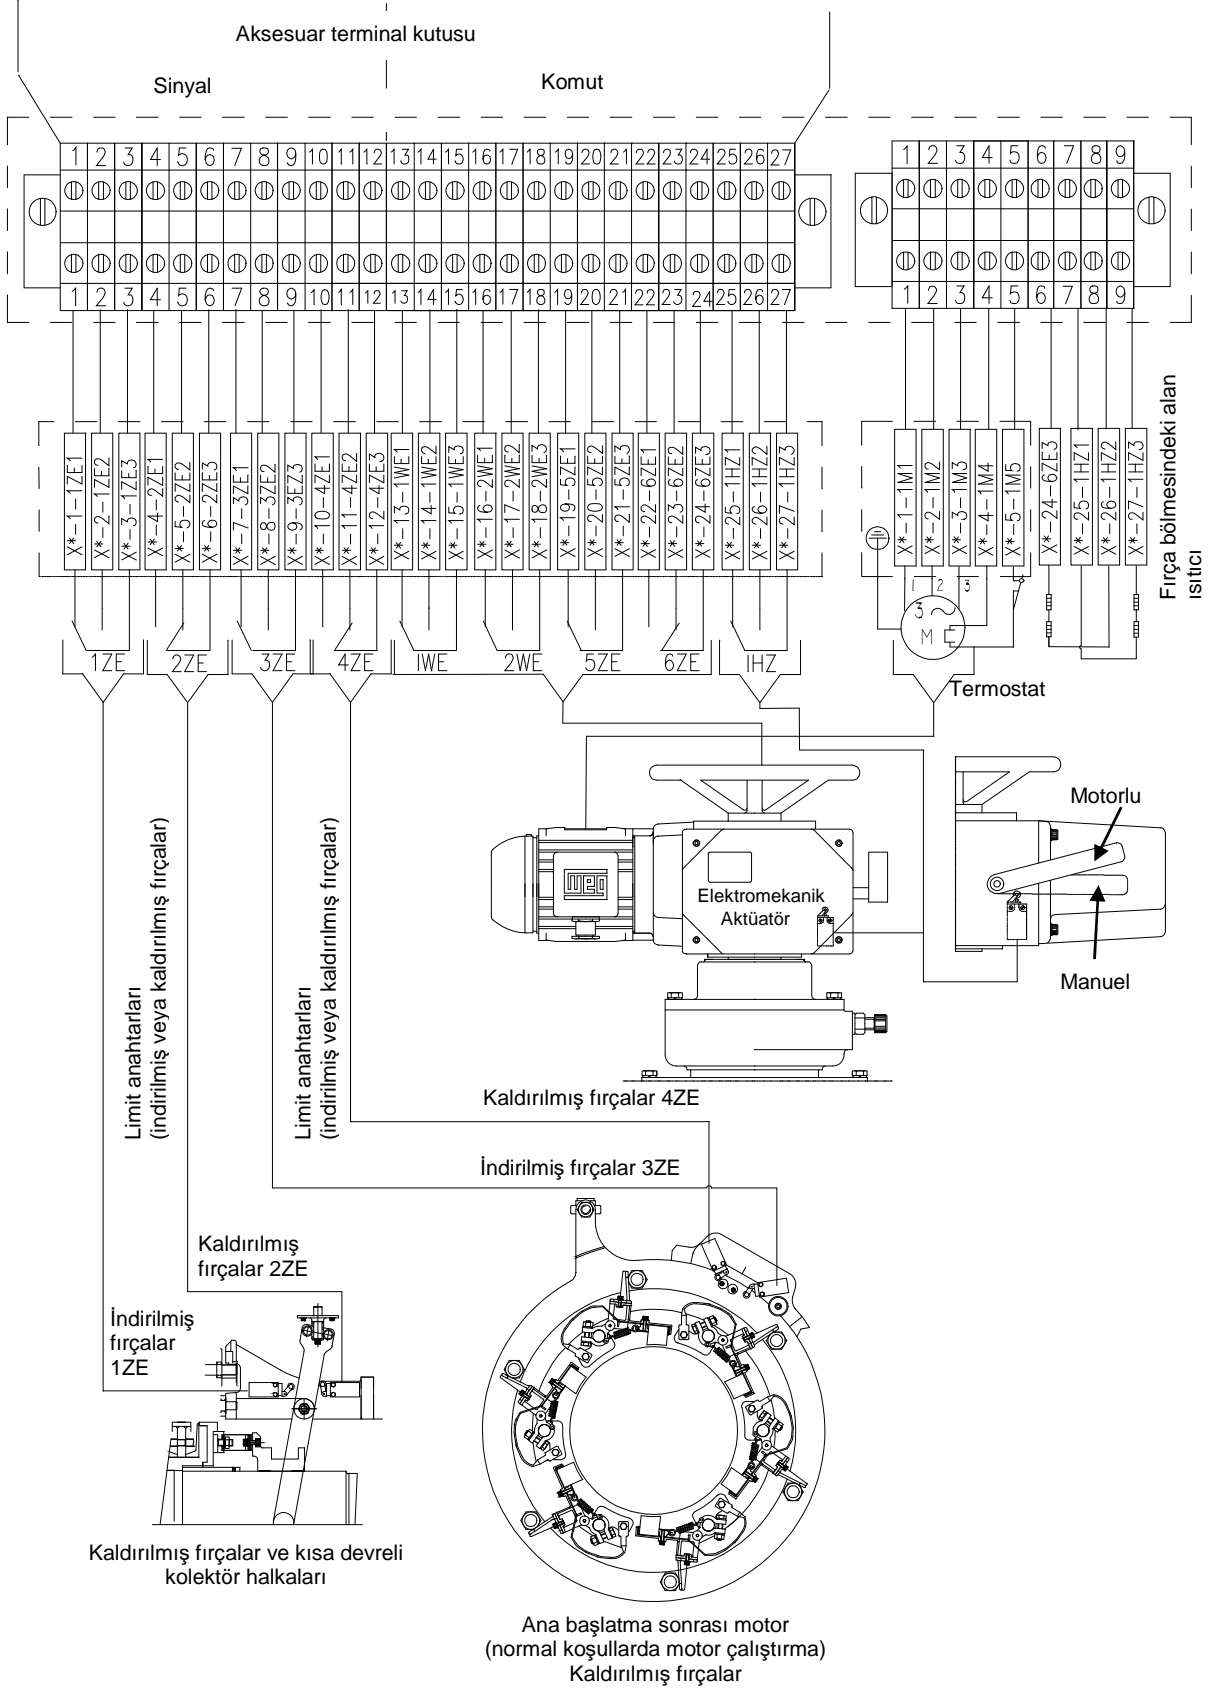 Aksesuar terminal kutusu
Sinyal
Komut
1 2 3 4 5 6 7 8 9 10 11 12 13 14 15 16 17 18 19 20 21 22 23 24 25 26 27
1 2 3 4 5 6 7 8 9
1 2 3 4 5 6 7 8 9 10 11 12 13 14 15 16 17 18 19 20 21 22 23 24 25 26 27
1 2 3 4 5 6 7 8 9
X*-1-1ZE1
X*-2-1ZE2
X*-3-1ZE3
X*-4-2ZE1
X*-5-2ZE2
X*-6-2ZE3
X*-7-3ZE1
X*-8-3ZE2
X*-9-3EZ3
X*-10-4ZE1
X*-11-4ZE2
X*-12-4ZE3
X*-13-1WE1
X*-14-1WE2
X*-15-1WE3
X*-16-2WE1
X*-17-2WE2
X*-18-2WE3
X*-19-5ZE1
X*-20-5ZE2
X*-21-5ZE3
X*-22-6ZE1
X*-23-6ZE2
X*-24-6ZE3
X*-25-1HZ1
X*-26-1HZ2
X*-27-1HZ3
X*-1-1M1
X*-2-1M2
X*-3-1M3
X*-4-1M4
X*-5-1M5
X*-24-6ZE3
X*-25-1HZ1
X*-26-1HZ2
X*-27-1HZ3
Fırça bölmesindeki alan
ısıtıcı
1 2 3
3
M
1ZE 2ZE 3ZE 4ZE IWE 2WE 5ZE 6ZE IHZ
Termostat
Motorlu
Manuel
WEG
Elektromekanik
Aktüatör
Limit anahtarları
(indirilmiş veya kaldırılmış fırçalar)
Limit anahtarları
(indirilmiş veya kaldırılmış fırçalar)
Kaldırılmış fırçalar 4ZE
İndirilmiş fırçalar 3ZE
Kaldırılmış
fırçalar 2ZE
İndirilmiş
fırçalar
1ZE
Kaldırılmış fırçalar ve kısa devreli
kolektör halkaları
Ana başlatma sonrası motor
(normal koşullarda motor çalıştırma)
Kaldırılmış fırçalar